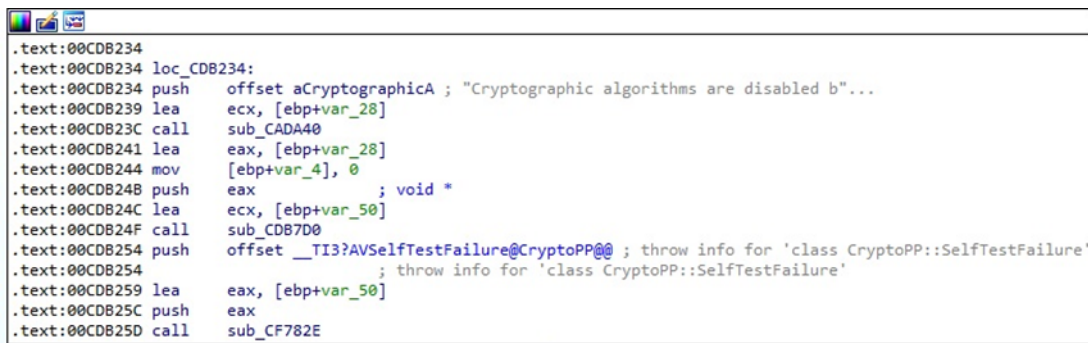 .text:00CDB234
.text:00CDB234 loc_CDB234:
.text:00CDB234 push    offset aCryptographicA ; "Cryptographic algorithms are disabled b"...
.text:00CDB239 lea     ecx, [ebp+var_28]
.text:00CDB23C call    sub_CADA40
.text:00CDB241 lea     eax, [ebp+var_28]
.text:00CDB244 mov     [ebp+var_4], 0
.text:00CDB24B push    eax             ; void *
.text:00CDB24C lea     ecx, [ebp+var_50]
.text:00CDB24F call    sub_CDB7D0
.text:00CDB254 push    offset __TI3?AVSelfTestFailure@CryptoPP@@ ; throw info for 'class CryptoPP::SelfTestFailure'
.text:00CDB254                         ; throw info for 'class CryptoPP::SelfTestFailure'
.text:00CDB259 lea     eax, [ebp+var_50]
.text:00CDB25C push    eax
.text:00CDB25D call    sub_CF782E